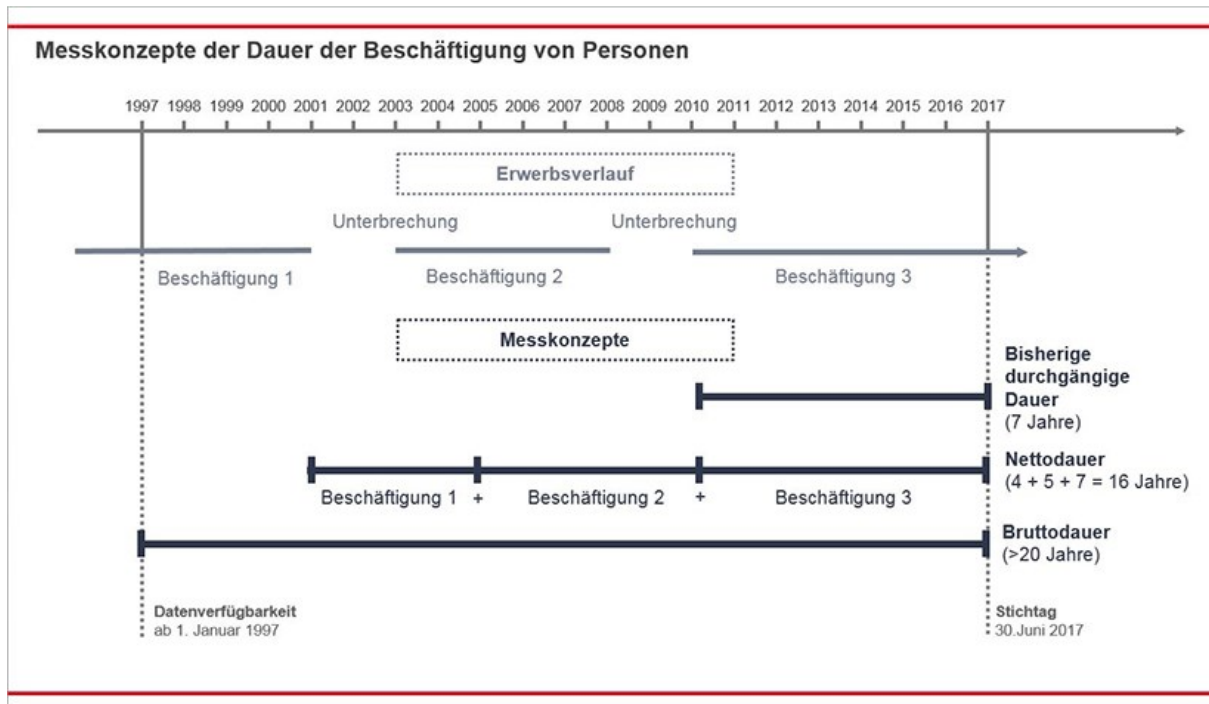 Messkonzepte der Dauer der Beschäftigung von Personen
1997 1998 1999 2000 2001 2002 2003 2004 2005 2006 2007 2008 2009 2010 2011 2012 2013 2014 2015 2016 2017
Erwerbsverlauf
Unterbrechung Unterbrechung
Beschäftigung 1 Beschäftigung 2 Beschäftigung 3
Messkonzepte
Bisherige
durchgängige
Dauer
(7 Jahre)
Nettodauer
(4 + 5 + 7 = 16 Jahre)
Beschäftigung 1 + Beschäftigung 2 + Beschäftigung 3
Bruttodauer
(>20 Jahre)
Datenverfügbarkeit
ab 1. Januar 1997
Stichtag
30.Juni 2017